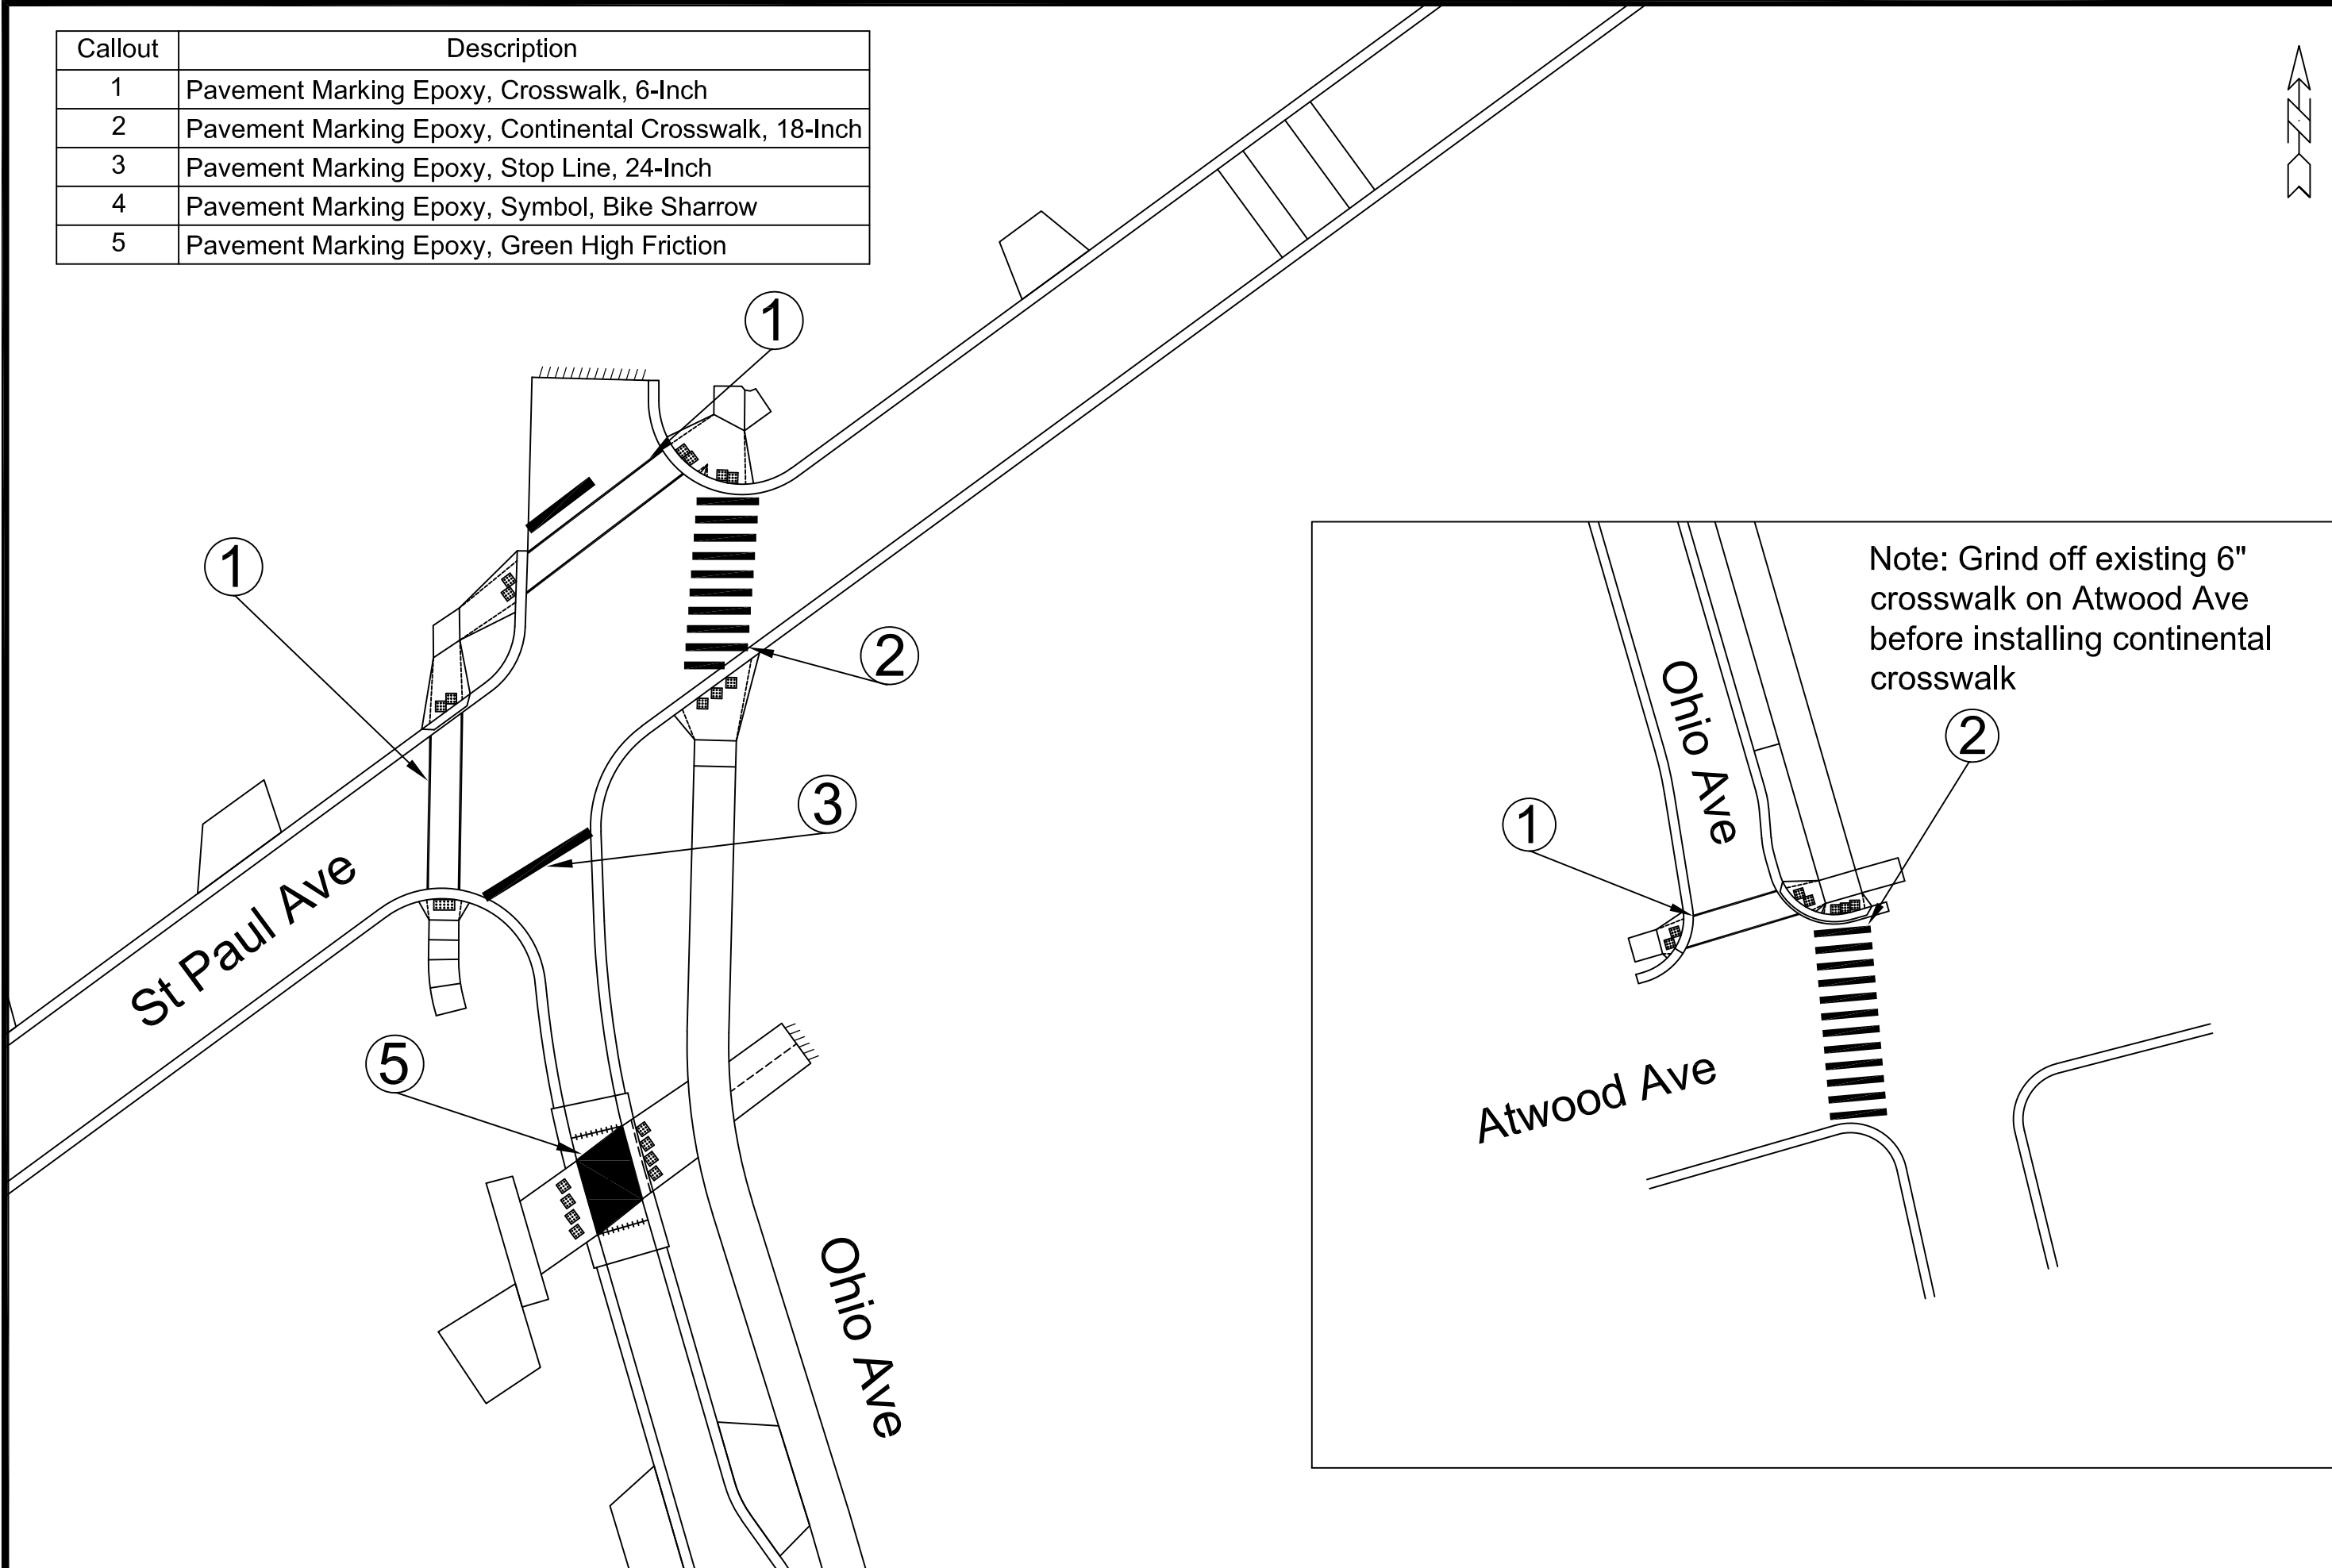 Callout Description
1 Pavement Marking Epoxy, Crosswalk, 6-Inch
2 Pavement Marking Epoxy, Continental Crosswalk, 18-Inch
3 Pavement Marking Epoxy, Stop Line, 24-Inch
4 Pavement Marking Epoxy, Symbol, Bike Sharrow
5 Pavement Marking Epoxy, Green High Friction
N
1
1
2
3
St Paul Ave
5
Ohio Ave
Note: Grind off existing 6"
crosswalk on Atwood Ave
before installing continental
crosswalk
Ohio Ave
2
1
Atwood Ave